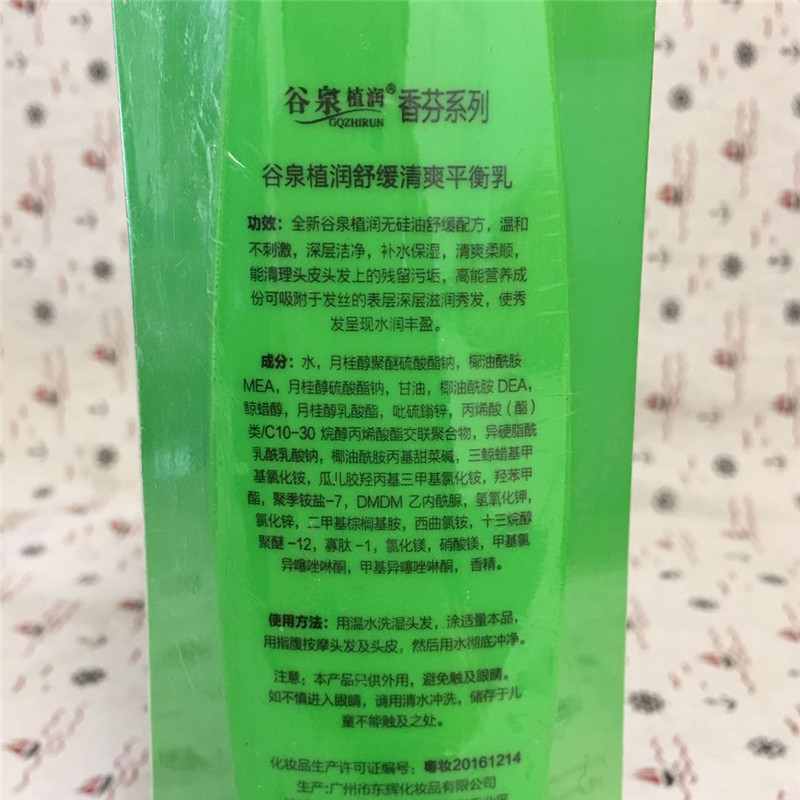 谷泉植润® 香芬系列
GQZHIRUN
谷泉植润舒缓清爽平衡乳
功效：全新谷泉植润无硅油舒缓配方，温和
不刺激，深层洁净，补水保湿，清爽柔顺，
能清理头皮头发上的残留污垢，高能营养成
份可吸附于发丝的表层深层滋润秀发，使秀
发呈现水润丰盈。
成分：水，月桂醇聚醚硫酸酯钠，椰油酰胺
MEA，月桂醇硫酸酯钠，甘油，椰油酰胺 DEA，
鲸蜡醇，月桂醇乳酸酯，吡硫鎓锌，丙烯酸（酯）
类/C10-30 烷醇丙烯酸酯交联聚合物，异硬脂酰
乳酰乳酸钠，椰油酰胺丙基甜菜碱，三鲸蜡基甲
基氯化铵，瓜儿胶羟丙基三甲基氯化铵，羟苯甲
酯，聚季铵盐-7，DMDM 乙内酰脲，氢氧化钾，
氯化锌，二甲基棕榈基胺，西曲氯铵，十三烷醇
聚醚 -12，寡肽 -1，氯化镁，硝酸镁，甲基氯
异噻唑啉酮，甲基异噻唑啉酮，香精。
使用方法：用温水洗湿头发，涂适量本品，
用指腹按摩头发及头皮，然后用水彻底冲净。
注意：本产品只供外用，避免触及眼睛。
如不慎进入眼睛，请用清水冲洗，储存于儿
童不能触及之处。
化妆品生产许可证编号：粤妆20161214
生产:广州市东辉化妆品有限公司